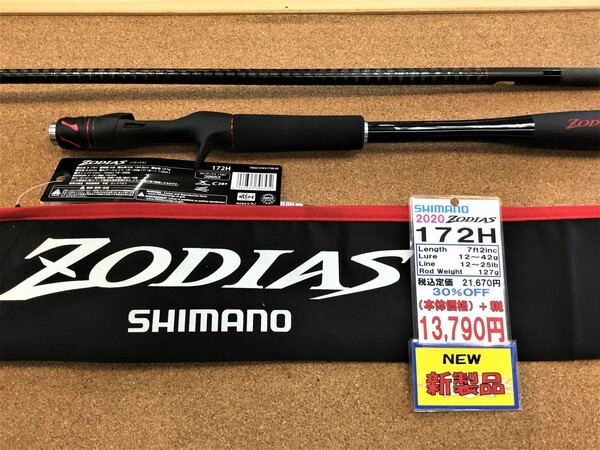 ZODIAS
ZODIAS
172H
ZODIAS
SHIMANO
SHIMANO
2020 ZODIAS
172H
Length 7ft2inc
Lure 12～42g
Line 12～25lb
Rod Weight 127g
税込定価 21,670円
30%OFF
(本体価格)+税
13,790円
NEW
新製品